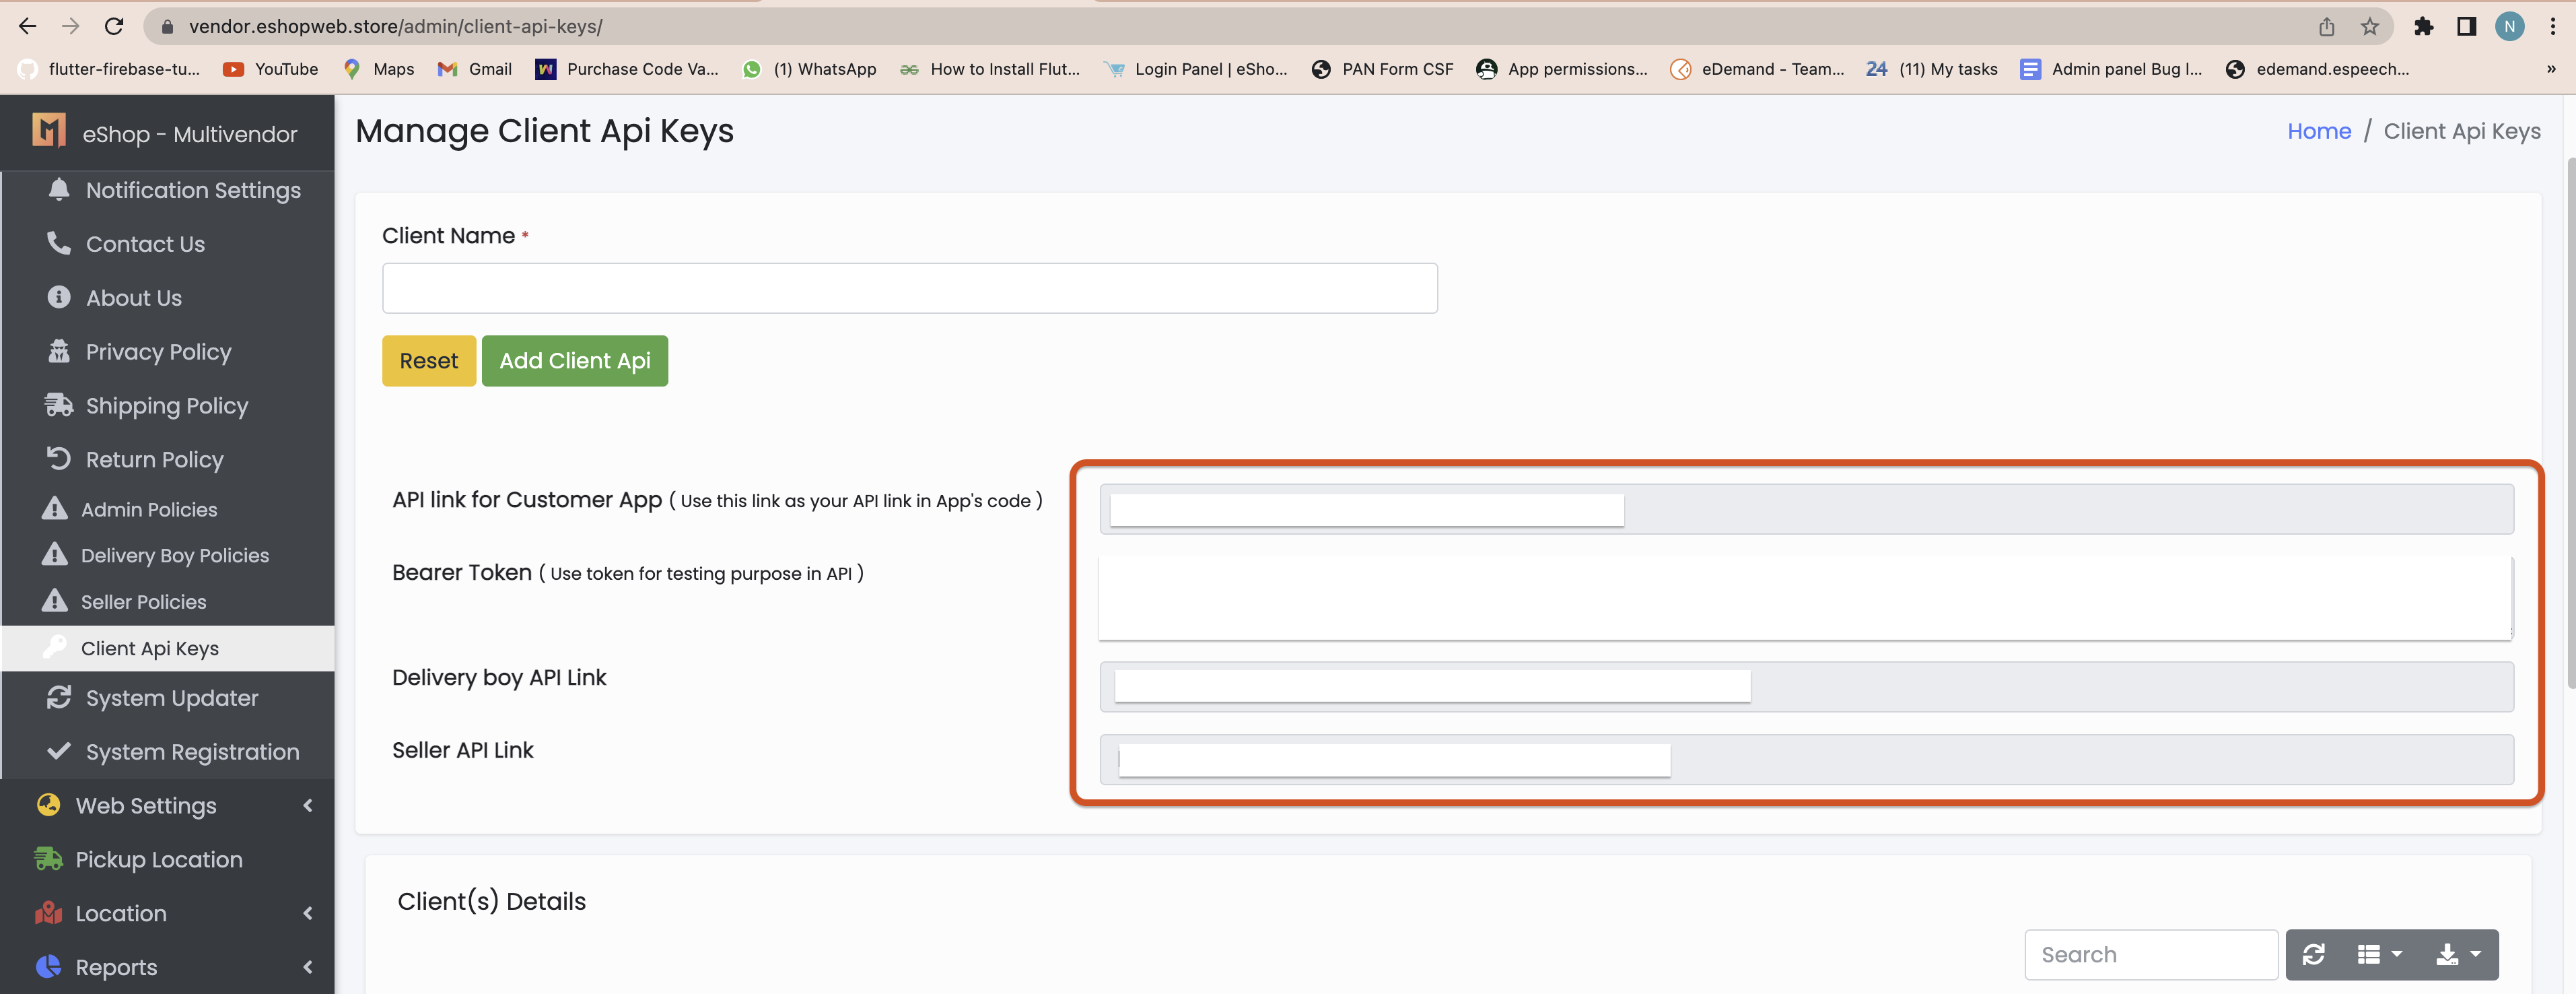 vendor.eshopweb.store/admin/client-api-keys/
N
flutter-firebase-tu...
YouTube
Maps
Gmail
W
Purchase Code Va...
(1) WhatsApp
How to Install Flut...
Login Panel | eSho...
PAN Form CSF
App permissions...
eDemand - Team...
24
(11) My tasks
Admin panel Bug l...
edemand.espeech...
»
eShop - Multivendor
Notification Settings
Contact Us
About Us
Privacy Policy
Shipping Policy
Return Policy
Admin Policies
Delivery Boy Policies
Seller Policies
Client Api Keys
System Updater
System Registration
Web Settings
Pickup Location
Location
Reports
Manage Client Api Keys
Home / Client Api Keys
Client Name *
Reset
Add Client Api
API link for Customer App ( Use this link as your API link in App's code )
Bearer Token ( Use token for testing purpose in API )
Delivery boy API Link
Seller API Link
Client(s) Details
Search